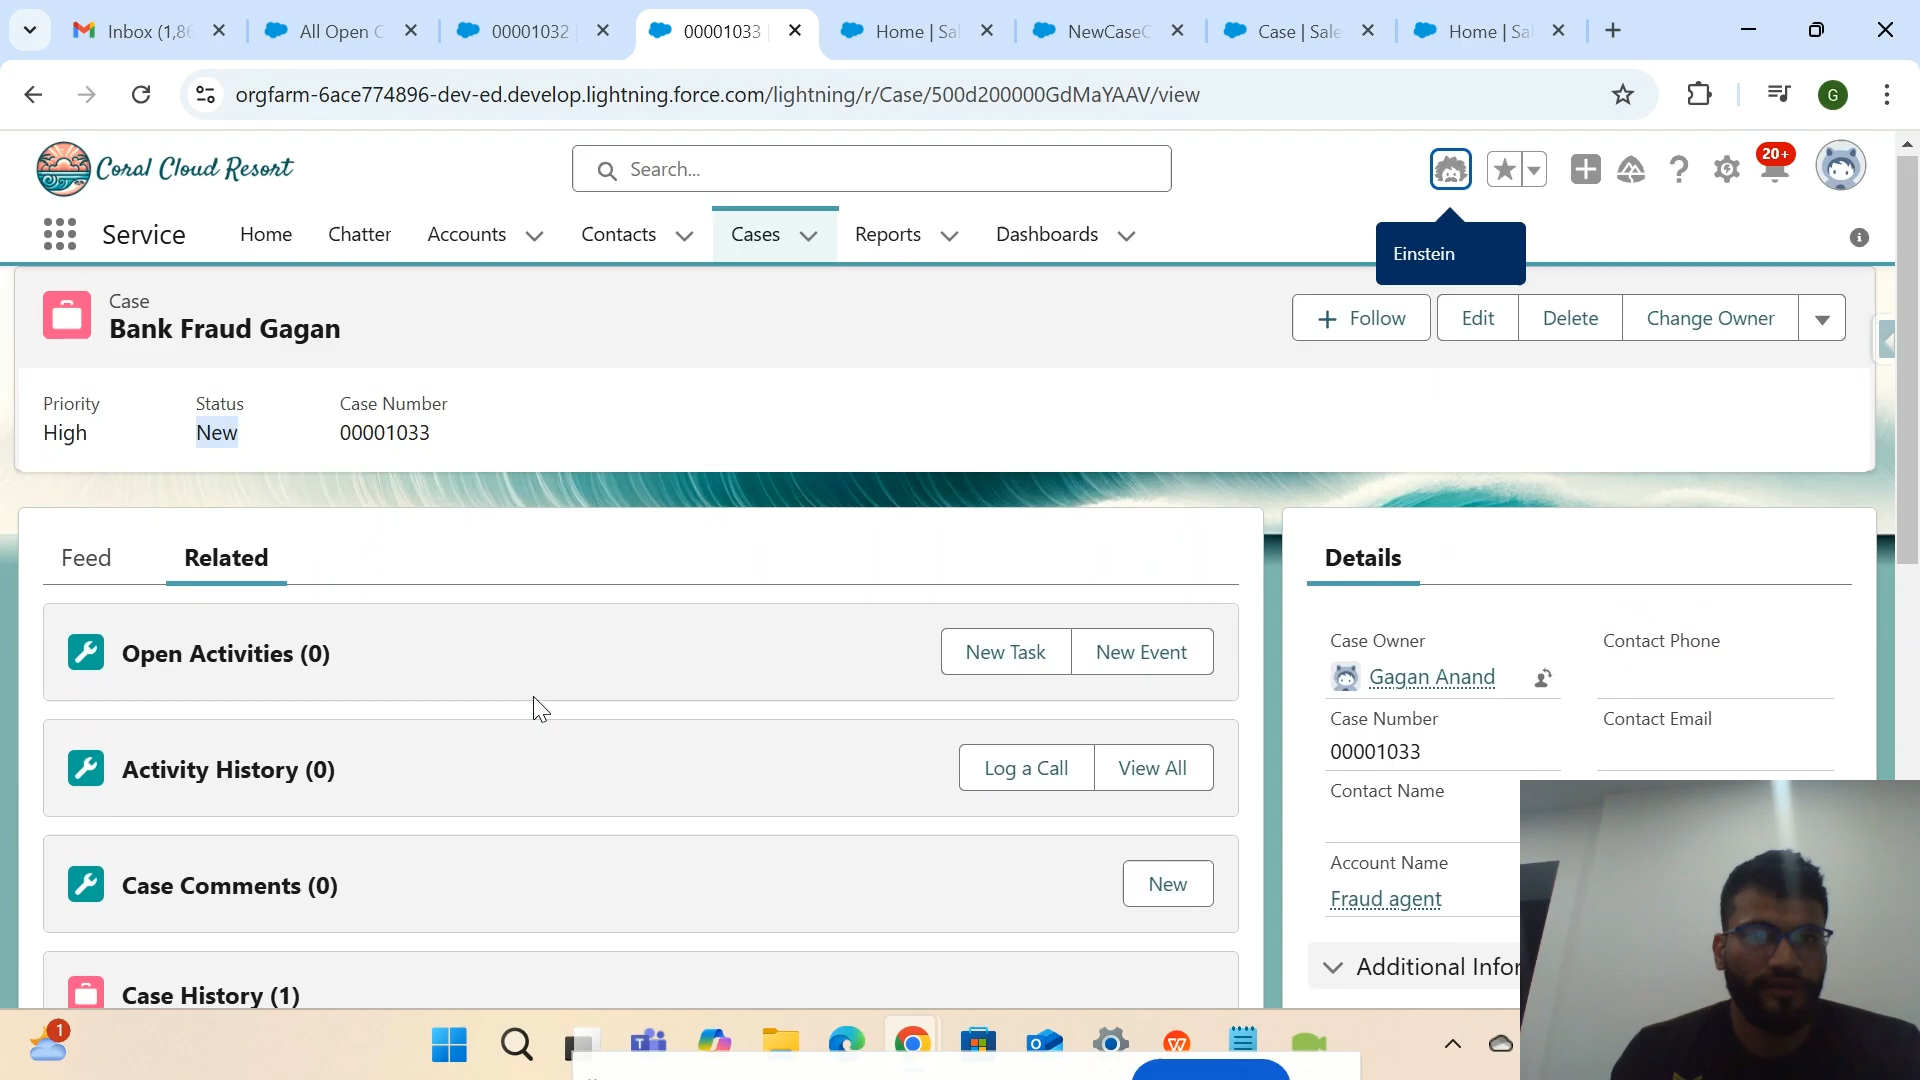 Inbox (1,86
All Open C
00001032
00001033
Home | Sal
NewCaseC
Case | Sale
Home | Sal
orgfarm-6ace774896-dev-ed.develop.lightning.force.com/lightning/r/Case/500d200000GdMaYAAV/view
G
Coral Cloud Resort
Search...
20+
Service
Home
Chatter
Accounts
Contacts
Cases
Reports
Dashboards
Einstein
Case
Bank Fraud Gagan
Follow
Edit
Delete
Change Owner
Priority
Status
Case Number
High
New
00001033
Feed
Related
Details
Open Activities (0)
New Task
New Event
Case Owner
Contact Phone
Gagan Anand
Activity History (0)
Log a Call
View All
Case Number
Contact Email
00001033
Contact Name
Case Comments (0)
New
Account Name
Fraud agent
Additional Infor
Case History (1)
1